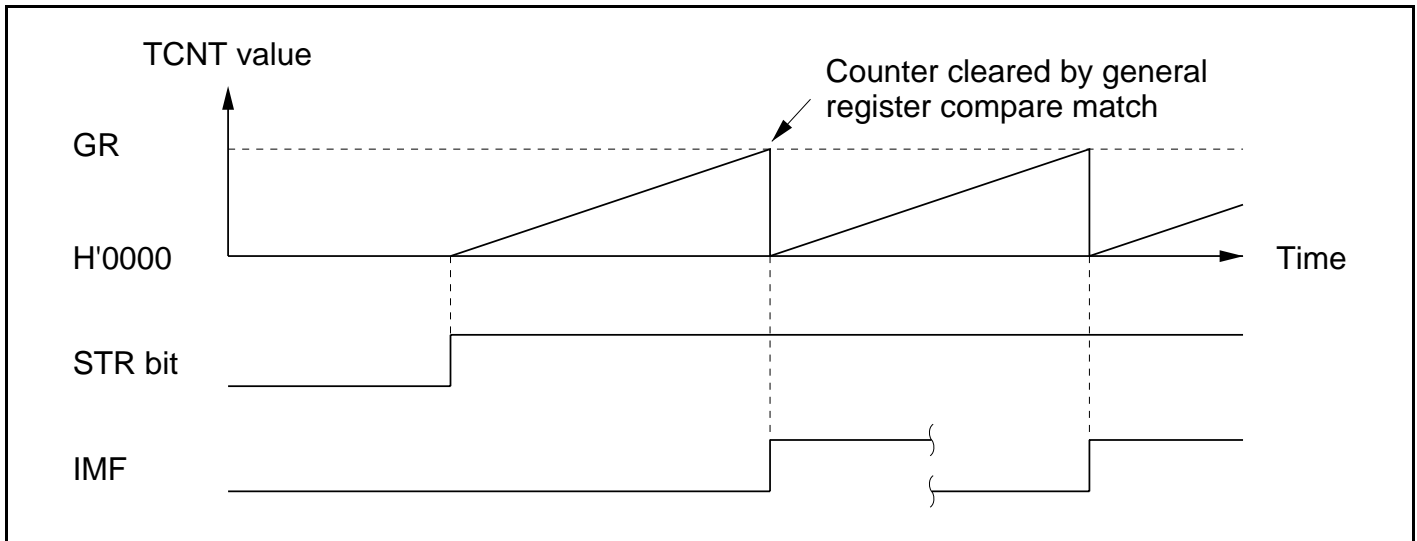 TCNT value
Counter cleared by general
register compare match
GR
H'0000
Time
STR bit
IMF